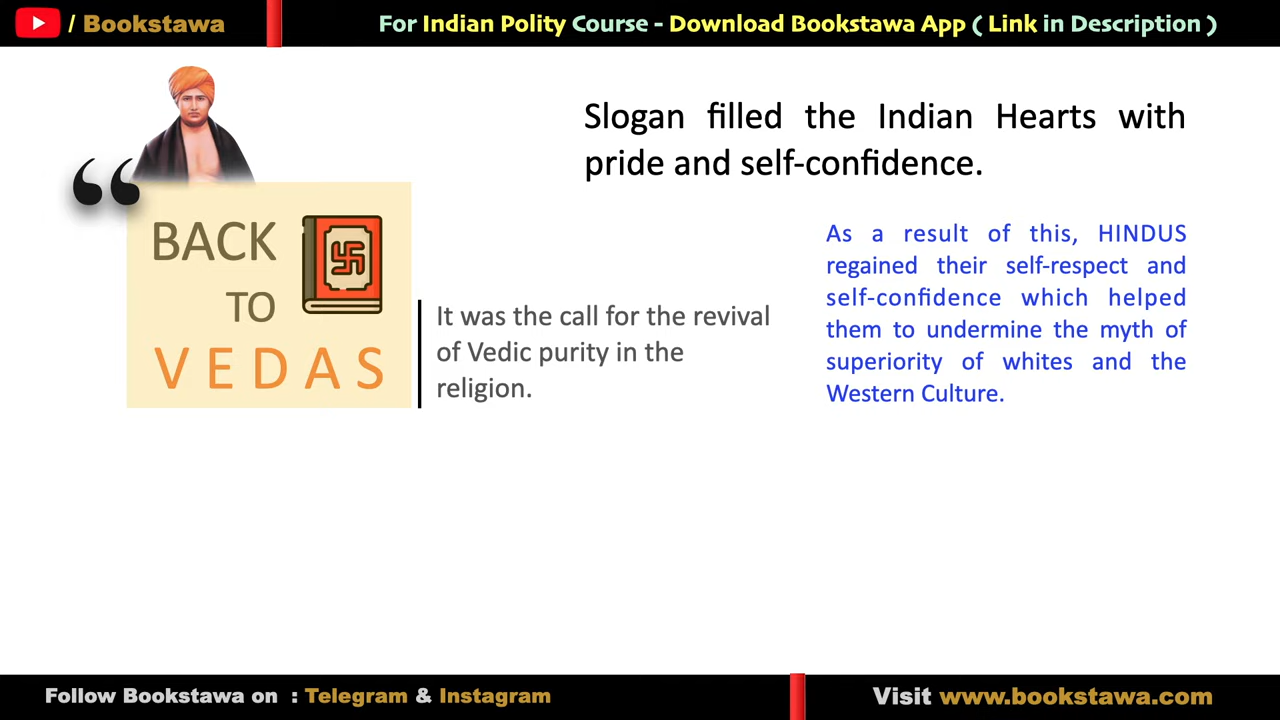 / Bookstawa
For Indian Polity Course - Download Bookstawa App ( Link in Description )
Slogan filled the Indian Hearts with
pride and self-confidence.
BACK
TO
VEDAS
It was the call for the revival
of Vedic purity in the
religion.
As a result of this, HINDUS
regained their self-respect and
self-confidence which helped
them to undermine the myth of
superiority of whites and the
Western Culture.
Follow Bookstawa on : Telegram & Instagram
Visit www.bookstawa.com